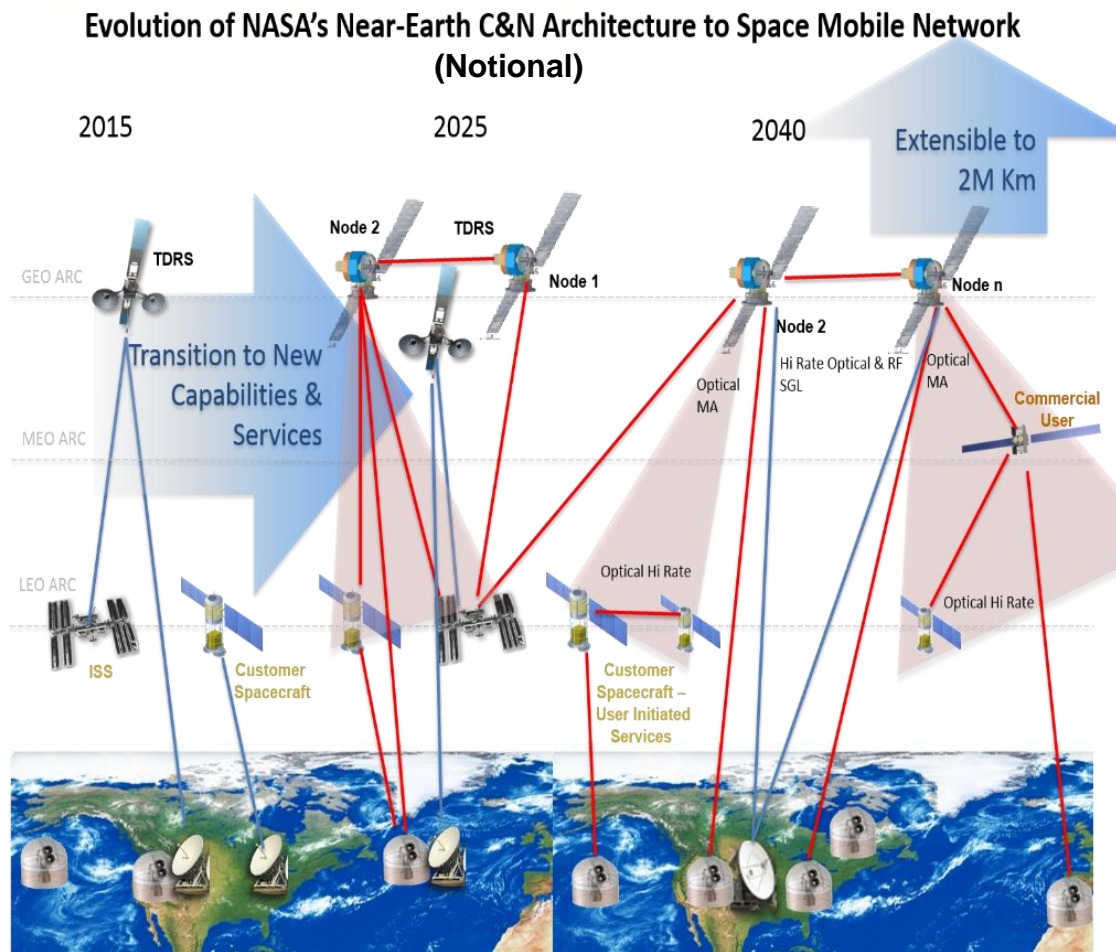 Evolution of NASA's Near-Earth C&N Architecture to Space Mobile Network
(Notional)
2015
2025
2040
Extensible to
2M Km
Node 2
TDRS
TDRS
Node 1
Node n
GEO ARC
Node 2
Transition to New
Capabilities &
Services
Hi Rate Optical & RF
SGL
Optical
MA
Optical
MA
Commercial
User
MEO ARC
LEO ARC
Optical Hi Rate
Optical Hi Rate
ISS
Customer
Spacecraft
Customer
Spacecraft –
User Initiated
Services